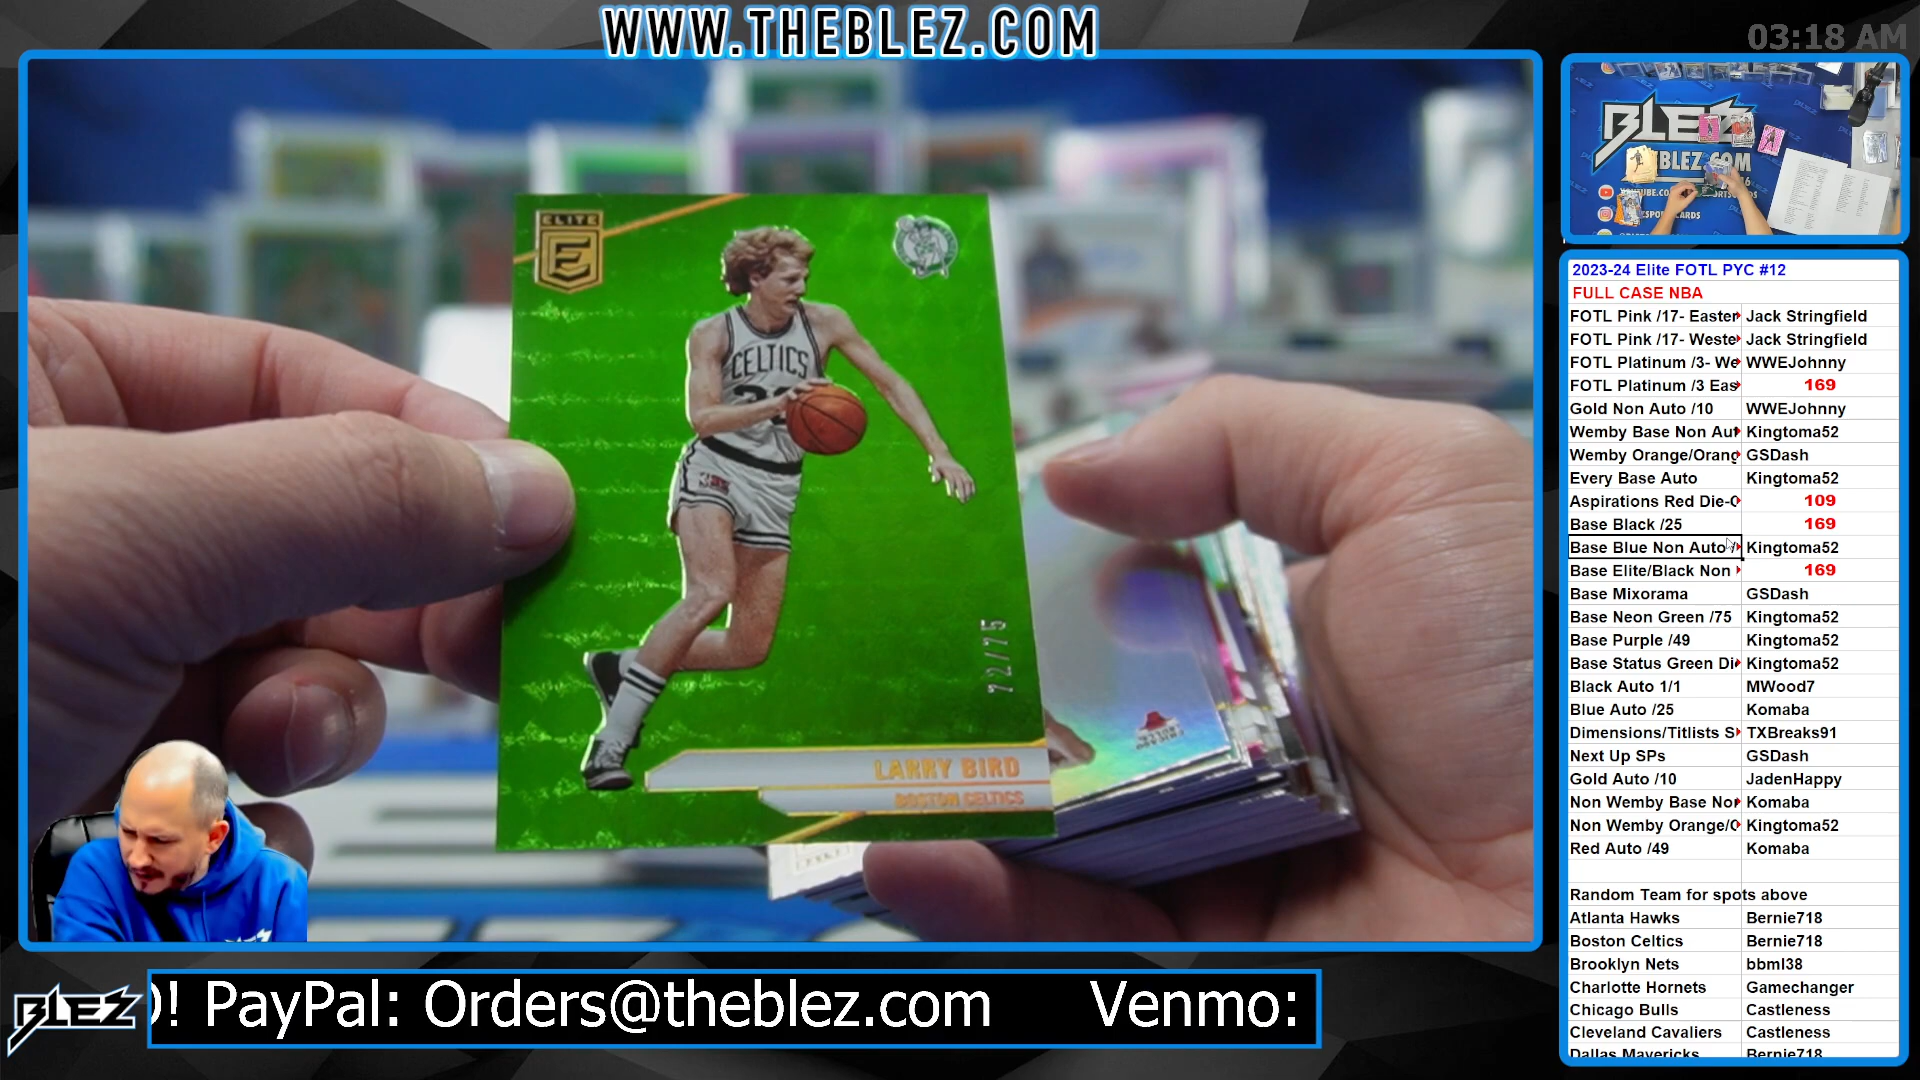 WWW.THEBLEZ.COM
03:18 AM
ELITE
E
CELTICS
22/75
LARRY BIRD
BOSTON CELTICS
BLEZ
2023-24 Elite FOTL PYC #12
FULL CASE NBA
FOTL Pink /17- Easter Jack Stringfield
FOTL Pink /17- Weste Jack Stringfield
FOTL Platinum /3- We WWEJohnny
FOTL Platinum /3 Eas 169
Gold Non Auto /10 WWEJohnny
Wemby Base Non Aut Kingtoma52
Wemby Orange/Orang GSDash
Every Base Auto Kingtoma52
Aspirations Red Die-C 109
Base Black /25 169
Base Blue Non Auto Kingtoma52
Base Elite/Black Non 169
Base Mixorama GSDash
Base Neon Green /75 Kingtoma52
Base Purple /49 Kingtoma52
Base Status Green Di Kingtoma52
Black Auto 1/1 MWood7
Blue Auto /25 Komaba
Dimensions/Titlists S TXBreaks91
Next Up SPs GSDash
Gold Auto /10 JadenHappy
Non Wemby Base Non Komaba
Non Wemby Orange/O Kingtoma52
Red Auto /49 Komaba
Random Team for spots above
Atlanta Hawks Bernie718
Boston Celtics Bernie718
Brooklyn Nets bbml38
Charlotte Hornets Gamechanger
Chicago Bulls Castleness
Cleveland Cavaliers Castleness
Dallas Mavericks Bernie718
BLEZ
! PayPal: Orders@theblez.com Venmo: